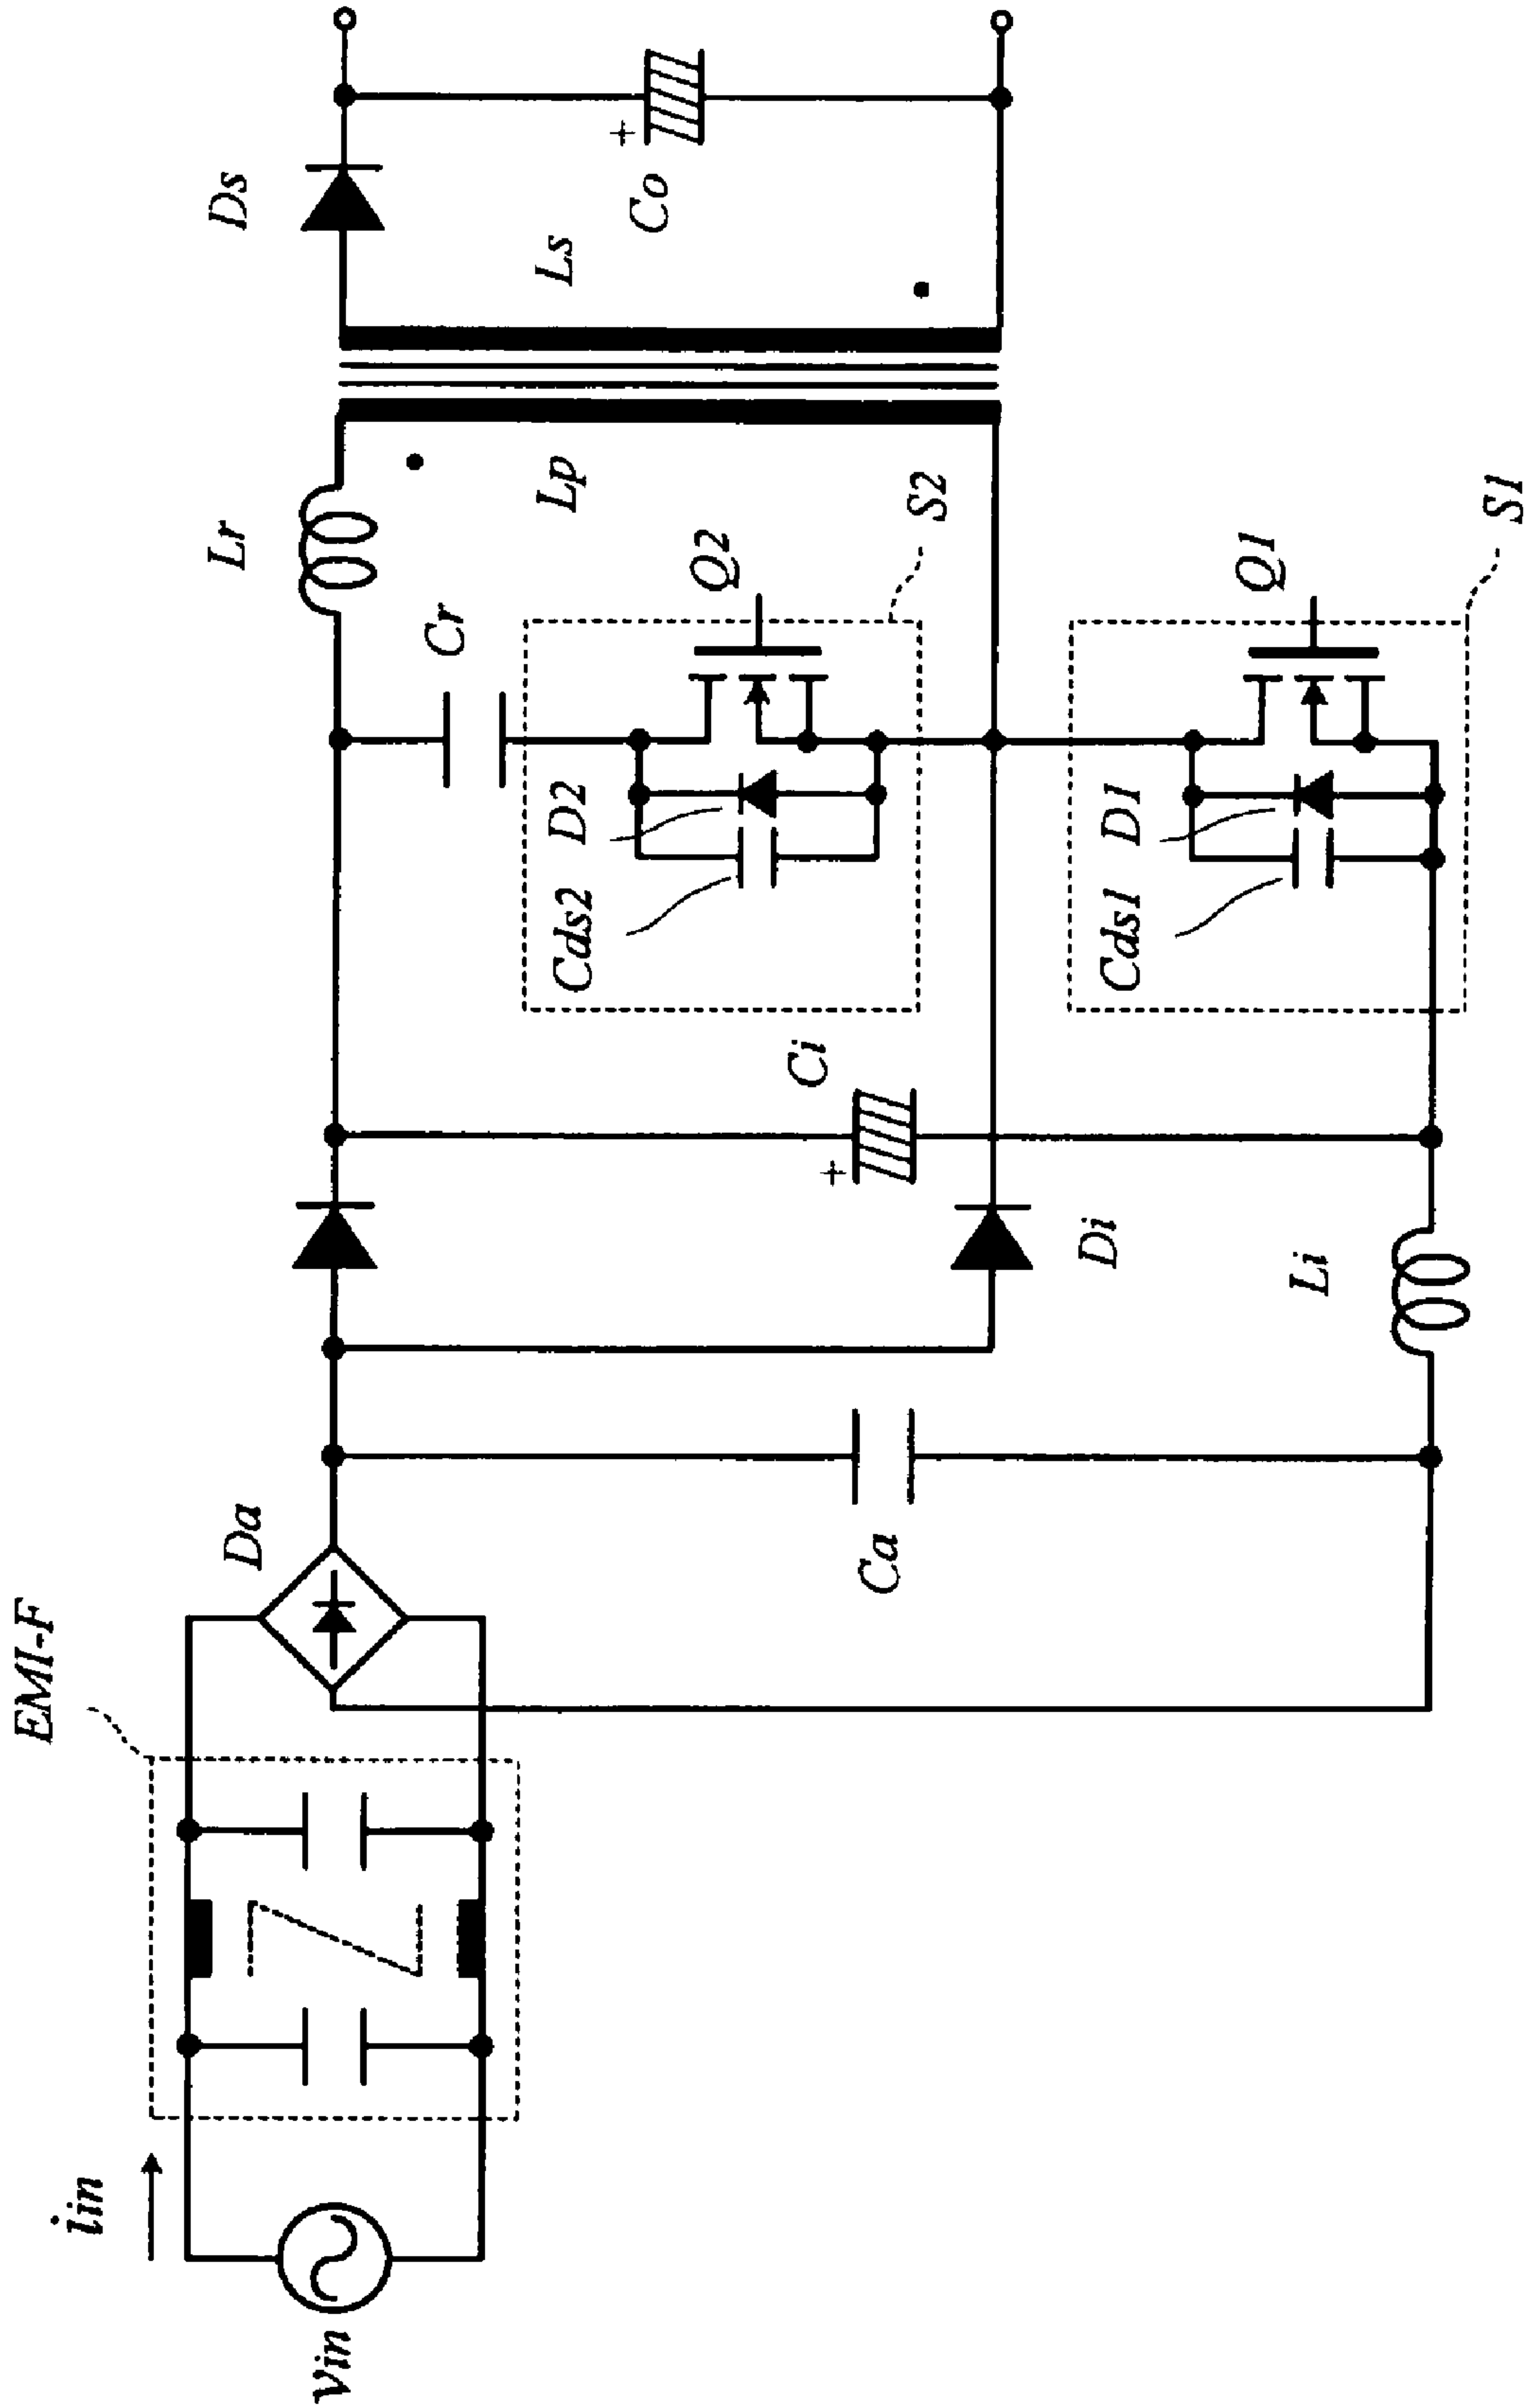 vin
iin
EMI-F
Da
Ca
Di
Li
Ci
Cds2
D2
Cds1
D1
Cr
Q2
S2
Q1
S1
Lr
Lp
Ls
Ds
+
Co
+